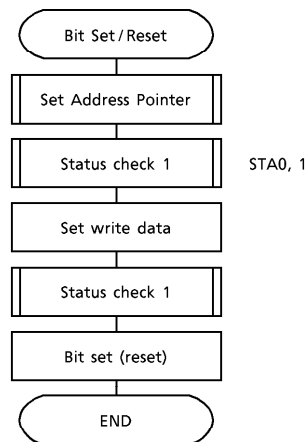 Bit Set / Reset
Set Address Pointer
Status check 1 STA0, 1
Set write data
Status check 1
Bit set (reset)
END